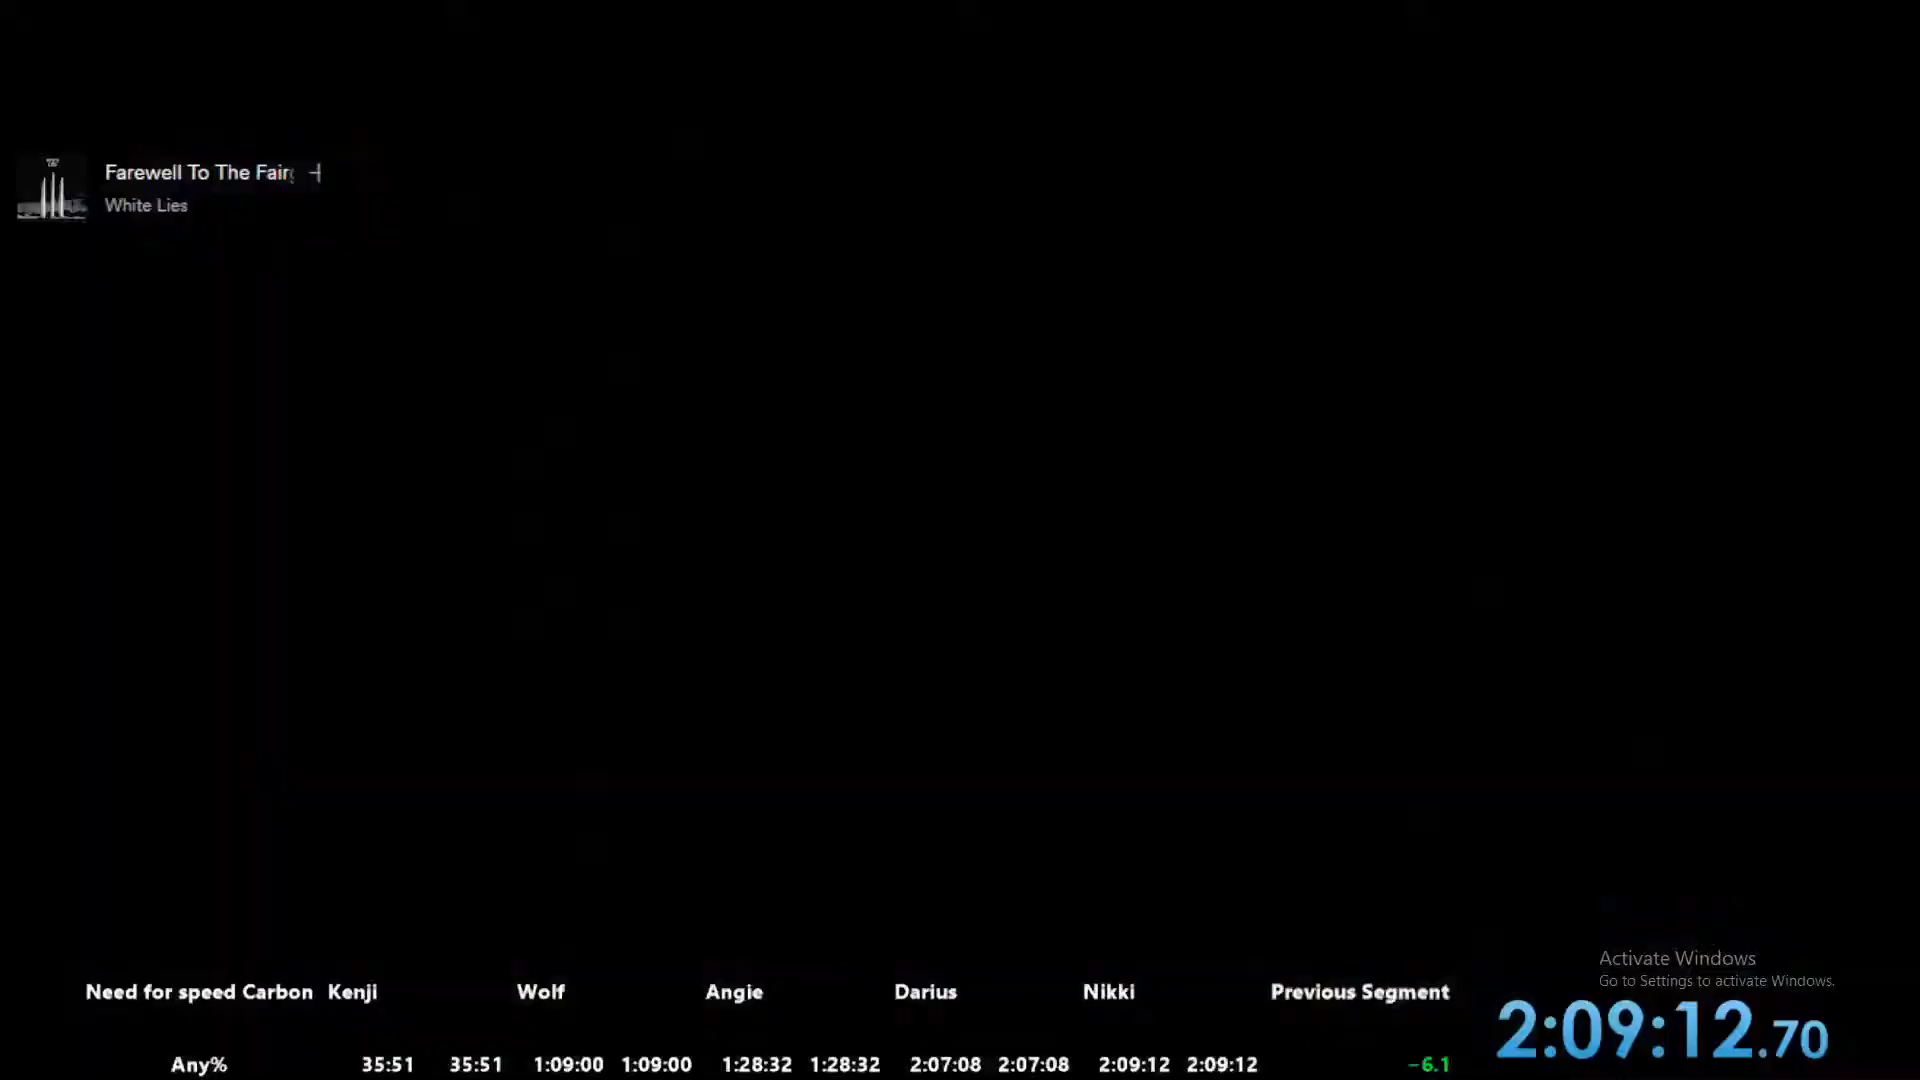 Farewell To The Fair
White Lies
Activate Windows
Go to Settings to activate Windows.
Need for speed Carbon Kenji Wolf Angie Darius Nikki Previous Segment
2:09:12.70
Any% 35:51 35:51 1:09:00 1:09:00 1:28:32 1:28:32 2:07:08 2:07:08 2:09:12 2:09:12 −6.1